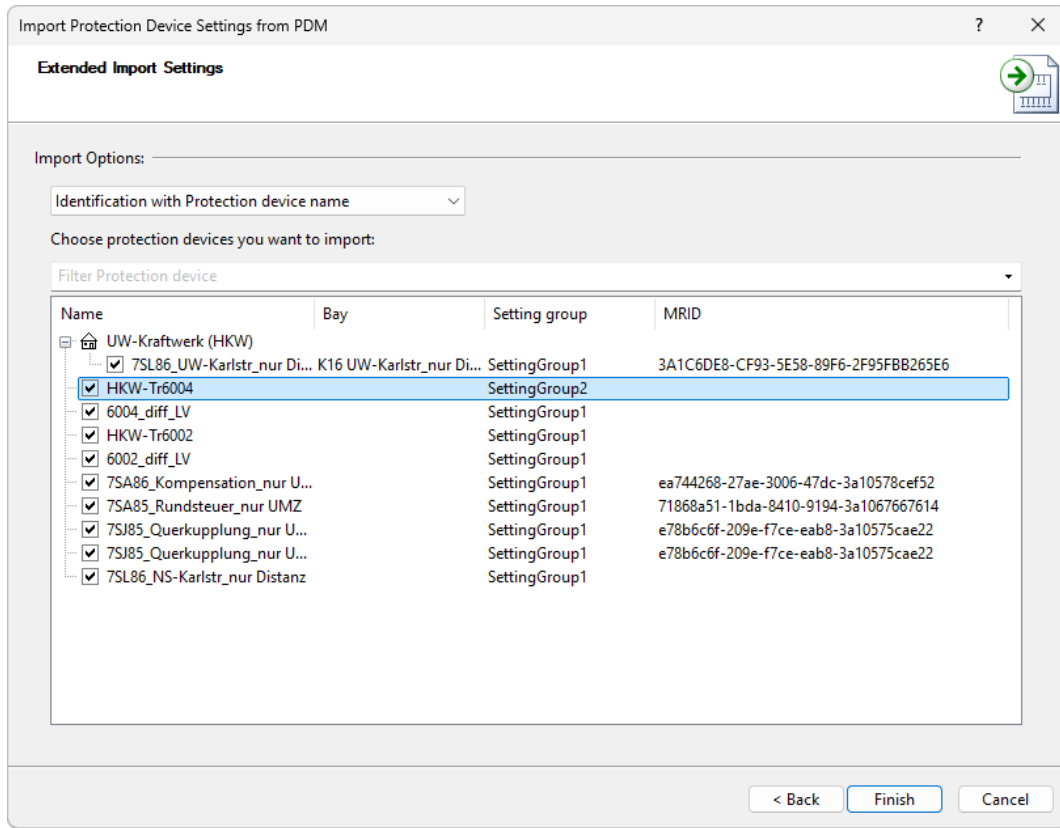 Import Protection Device Settings from PDM
Extended Import Settings
Import Options:
Identification with Protection device name
Choose protection devices you want to import:
Filter Protection device
Name Bay Setting group MRID
UW-Kraftwerk (HKW)
7SL86_UW-Karlstr_nur Di... K16 UW-Karlstr_nur Di... SettingGroup1 3A1C6DE8-CF93-5E58-89F6-2F95FBB265E6
HKW-Tr6004 SettingGroup2
6004_diff_LV SettingGroup1
HKW-Tr6002 SettingGroup1
6002_diff_LV SettingGroup1
7SA86_Kompensation_nur U... SettingGroup1 ea744268-27ae-3006-47dc-3a10578cef52
7SA85_Rundsteuer_nur UMZ SettingGroup1 71868a51-1bda-8410-9194-3a1067667614
7SJ85_Querkupplung_nur U... SettingGroup1 e78b6c6f-209e-f7ce-eab8-3a10575cae22
7SJ85_Querkupplung_nur U... SettingGroup1 e78b6c6f-209e-f7ce-eab8-3a10575cae22
7SL86_NS-Karlstr_nur Distanz SettingGroup1
< Back Finish Cancel